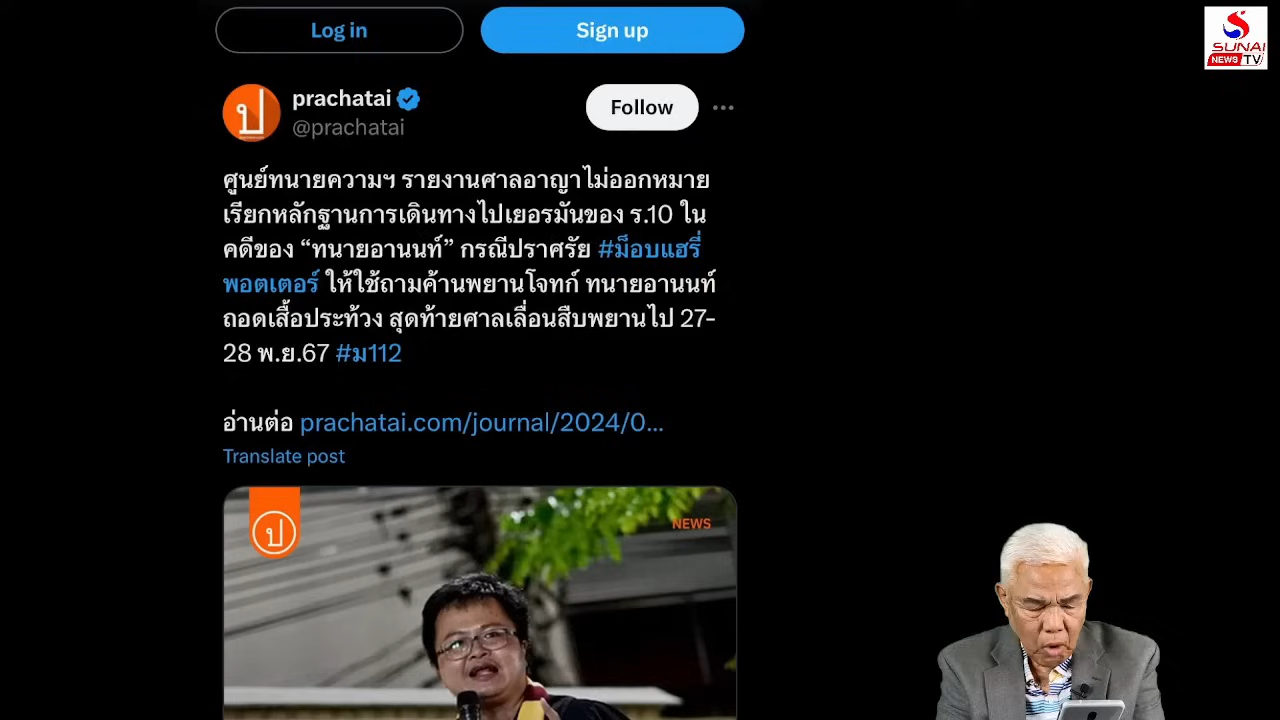 Log in
Sign up
SUNAI
NEWS TV
prachatai
@prachatai
Follow
ศูนย์ทนายความฯ รายงานศาลอาญาไม่ออกหมาย
เรียกหลักฐานการเดินทางไปเยอรมันของ ร.10 ใน
คดีของ “ทนายอานนท์” กรณีปราศรัย #ม็อบแฮรี่
พอตเตอร์ ให้ใช้ถามค้านพยานโจทก์ ทนายอานนท์
ถอดเสื้อประท้วง สุดท้ายศาลเลื่อนสืบพยานไป 27-
28 พ.ย.67 #ม112
อ่านต่อ prachatai.com/journal/2024/0...
Translate post
ป
NEWS